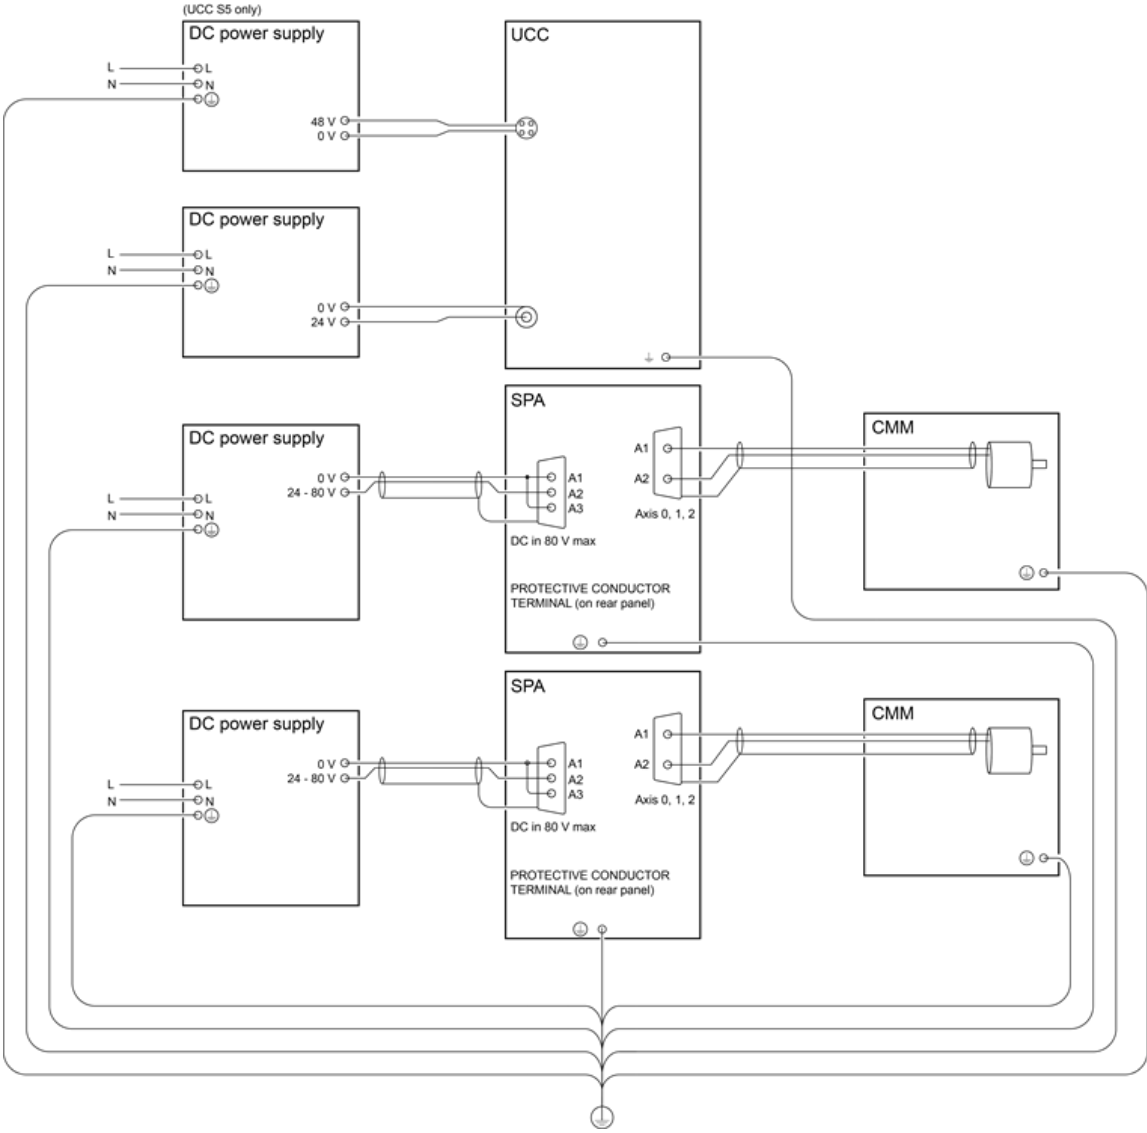 (UCC S5 only)
DC power supply
L
L
N
N
48 V
0 V
UCC
DC power supply
L
L
N
N
0 V
24 V
DC power supply
0 V
24 - 80 V
L
L
N
N
SPA
A1
A2
A3
DC in 80 V max
A1
A2
Axis 0, 1, 2
PROTECTIVE CONDUCTOR
TERMINAL (on rear panel)
CMM
DC power supply
0 V
24 - 80 V
L
L
N
N
SPA
A1
A2
A3
DC in 80 V max
A1
A2
Axis 0, 1, 2
PROTECTIVE CONDUCTOR
TERMINAL (on rear panel)
CMM